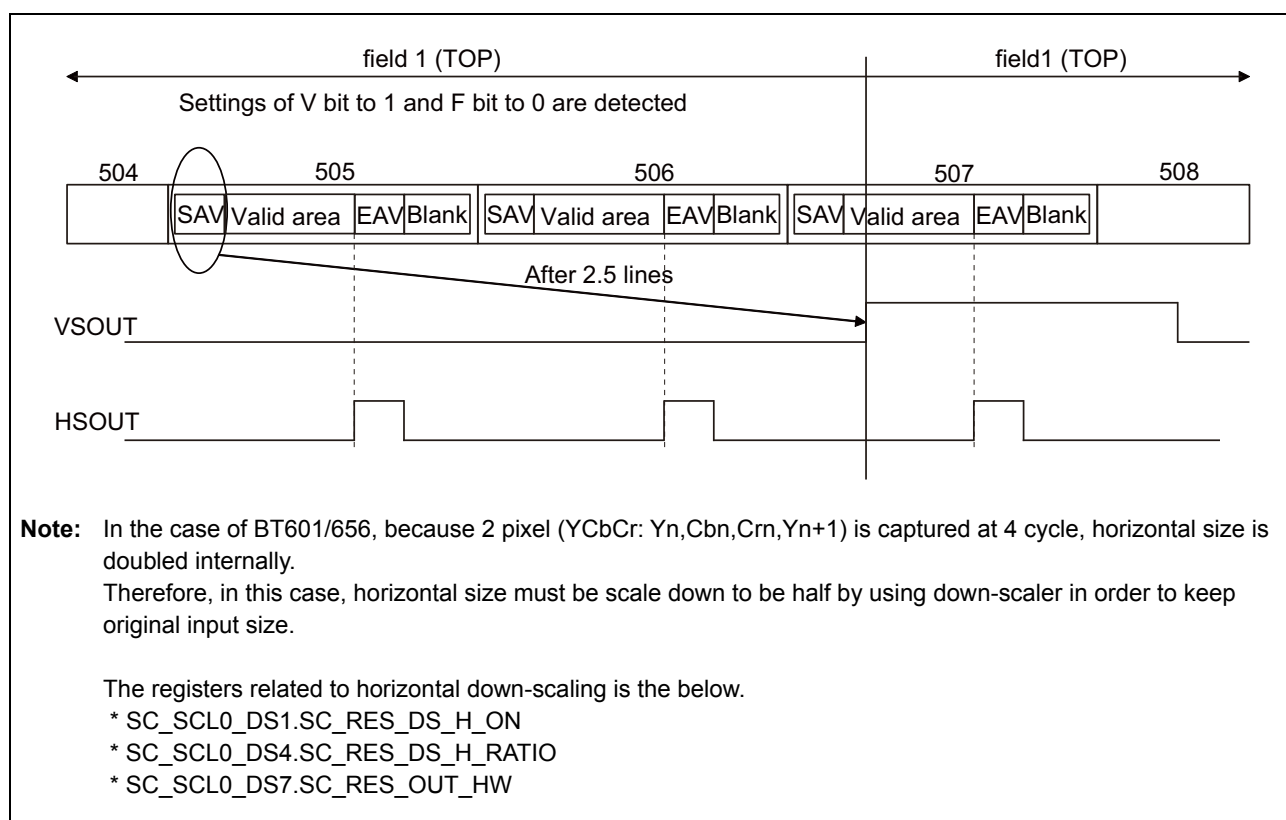 field 1 (TOP) field1 (TOP)
Settings of V bit to 1 and F bit to 0 are detected
504 505 506 507 508
SAV Valid area EAV Blank SAV Valid area EAV Blank SAV Valid area EAV Blank
After 2.5 lines
VSOUT
HSOUT
Note: In the case of BT601/656, because 2 pixel (YCbCr: Yn,Cbn,Crn,Yn+1) is captured at 4 cycle, horizontal size is
doubled internally.
Therefore, in this case, horizontal size must be scale down to be half by using down-scaler in order to keep
original input size.
The registers related to horizontal down-scaling is the below.
* SC_SCL0_DS1.SC_RES_DS_H_ON
* SC_SCL0_DS4.SC_RES_DS_H_RATIO
* SC_SCL0_DS7.SC_RES_OUT_HW